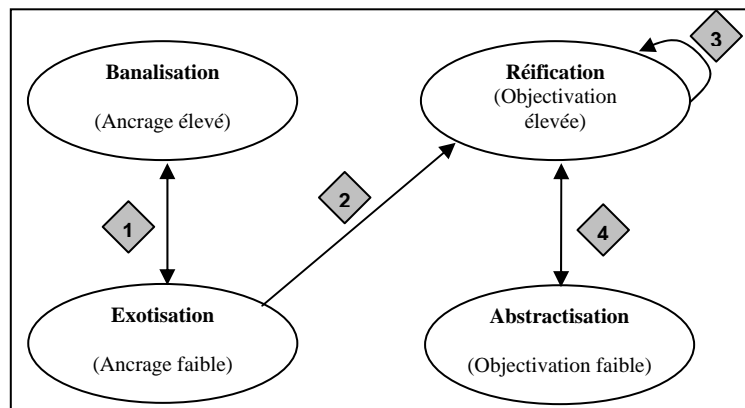 3
Banalisation
(Ancrage élevé)
Réification
(Objectivation
élevée)
1
2
4
Exotisation
(Ancrage faible)
Abstractisation
(Objectivation faible)